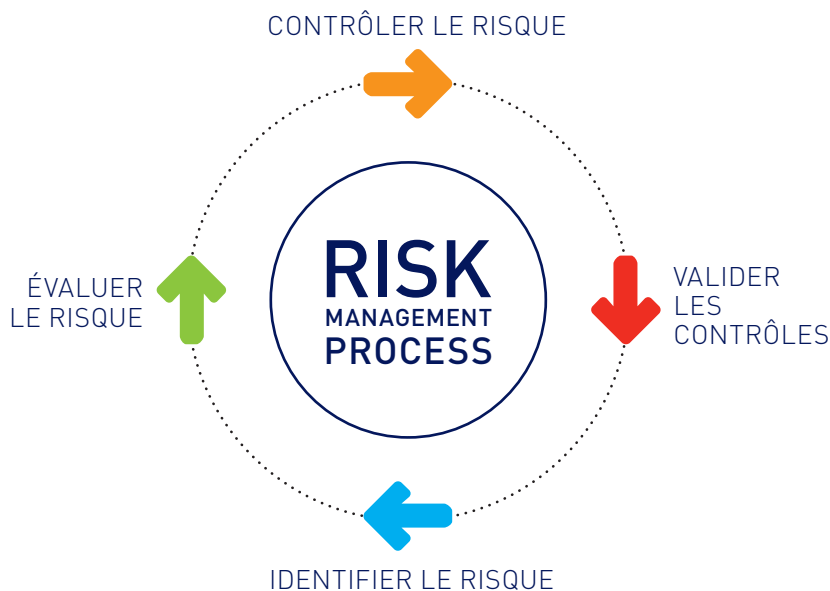 CONTRÔLER LE RISQUE
ÉVALUER
LE RISQUE
RISK
MANAGEMENT
PROCESS
VALIDER
LES
CONTRÔLES
IDENTIFIER LE RISQUE